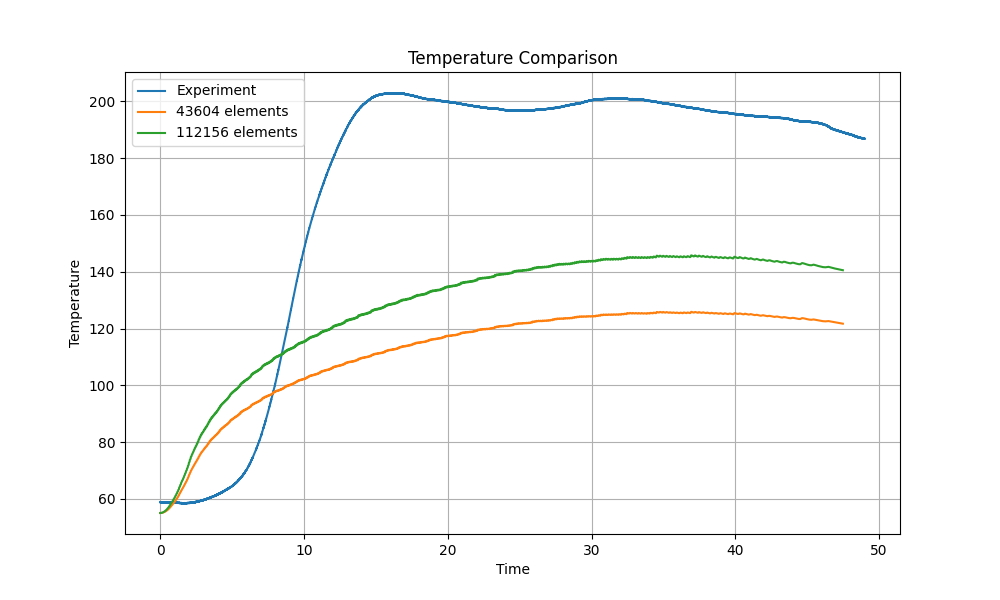 Temperature Comparison
Experiment
43604 elements
112156 elements
Temperature
200
180
160
140
120
100
80
60
0 10 20 30 40 50
Time